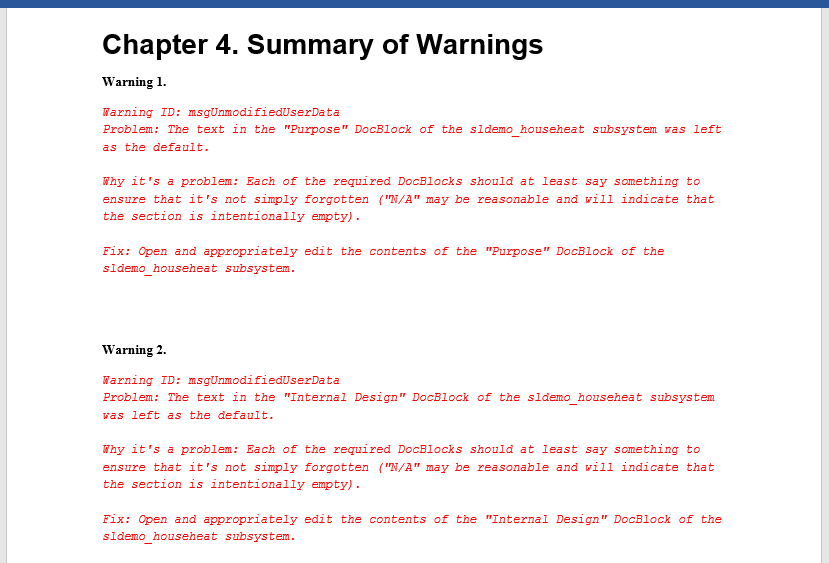 Chapter 4. Summary of Warnings
Warning 1.
Warning ID: msgUnmodifiedUserData
Problem: The text in the "Purpose" DocBlock of the sldemo_househeat subsystem was left
as the default.
Why it's a problem: Each of the required DocBlocks should at least say something to
ensure that it's not simply forgotten ("N/A" may be reasonable and will indicate that
the section is intentionally empty).
Fix: Open and appropriately edit the contents of the "Purpose" DocBlock of the
sldemo_househeat subsystem.
Warning 2.
Warning ID: msgUnmodifiedUserData
Problem: The text in the "Internal Design" DocBlock of the sldemo_househeat subsystem
was left as the default.
Why it's a problem: Each of the required DocBlocks should at least say something to
ensure that it's not simply forgotten ("N/A" may be reasonable and will indicate that
the section is intentionally empty).
Fix: Open and appropriately edit the contents of the "Internal Design" DocBlock of the
sldemo_househeat subsystem.